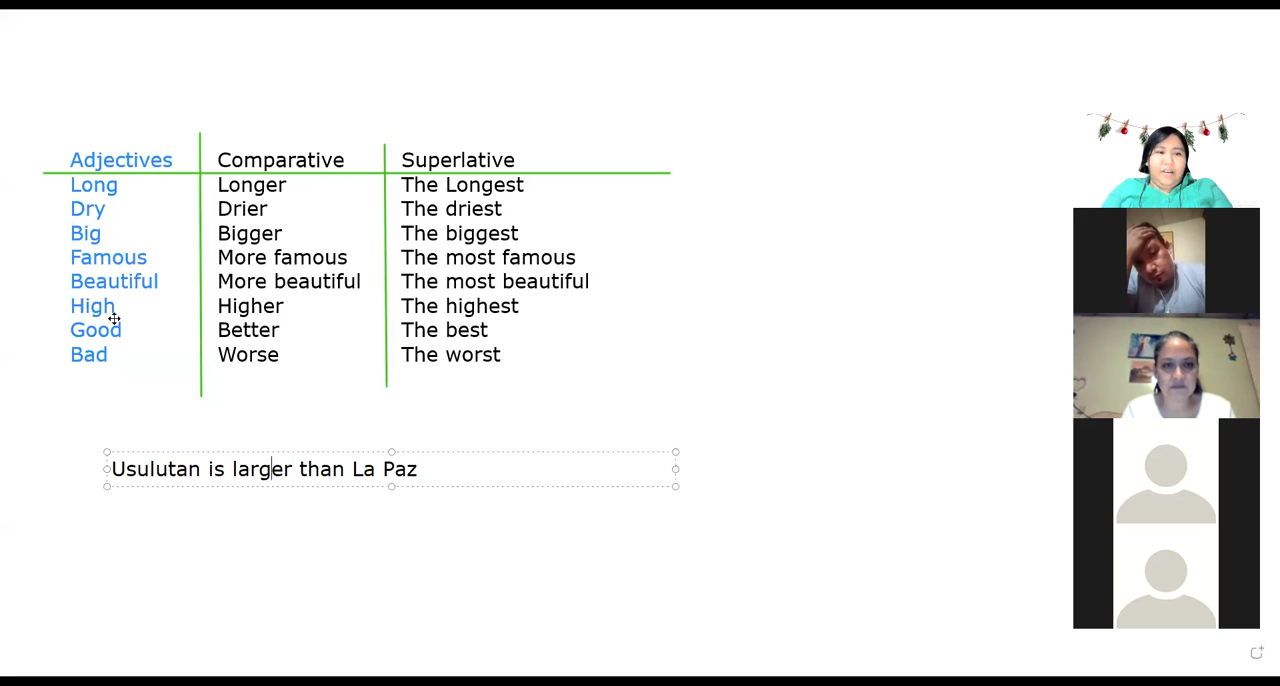 Adjectives Comparative Superlative
Long Longer The Longest
Dry Drier The driest
Big Bigger The biggest
Famous More famous The most famous
Beautiful More beautiful The most beautiful
High Higher The highest
Good Better The best
Bad Worse The worst
Usulutan is larger than La Paz